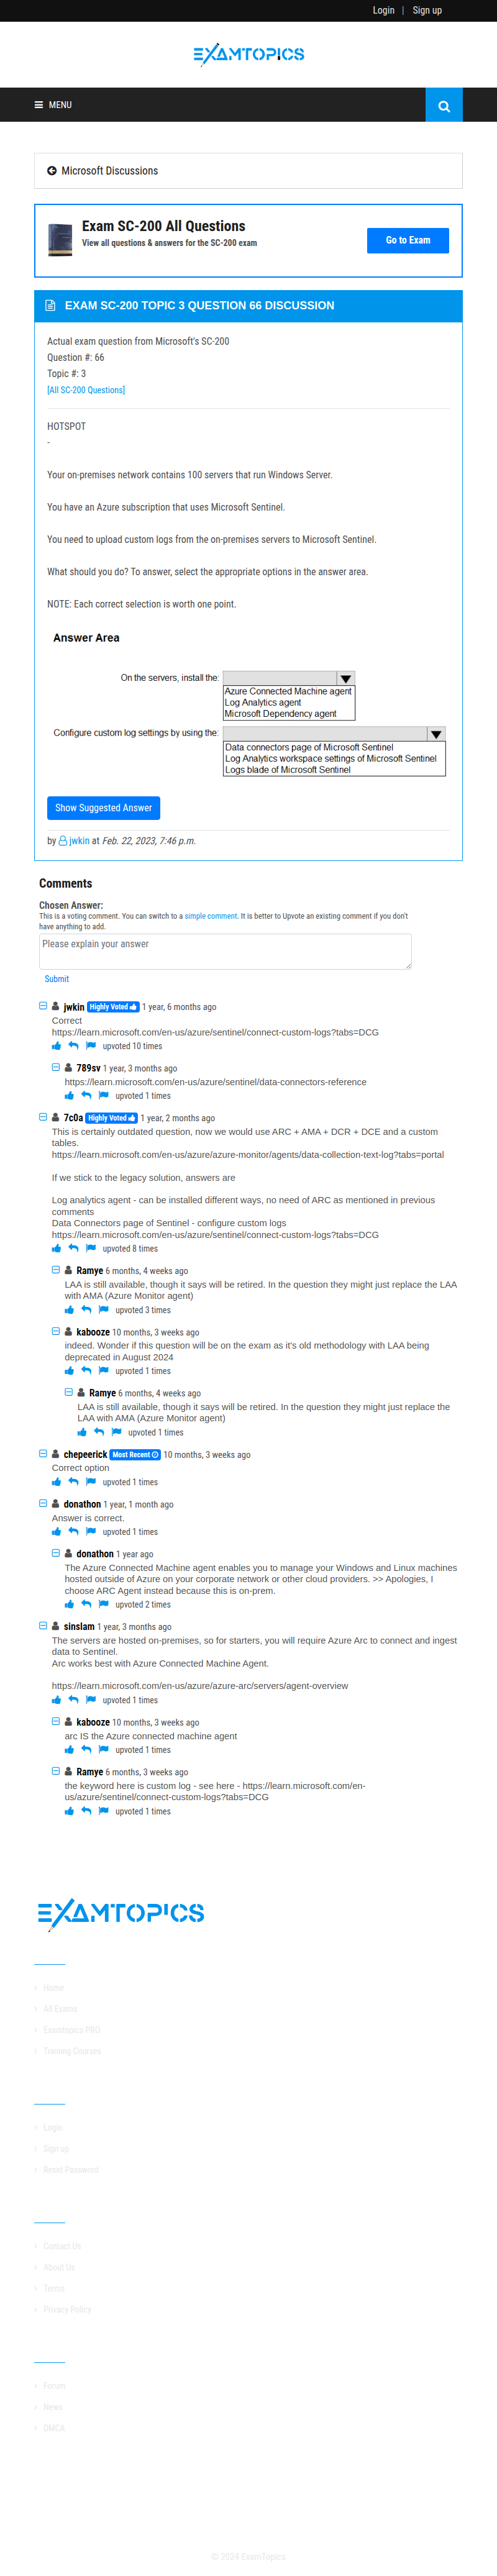 Login | Sign up
EXAMTOPICS
MENU
Microsoft Discussions
Exam SC-200 All Questions
View all questions & answers for the SC-200 exam
Go to Exam
EXAM SC-200 TOPIC 3 QUESTION 66 DISCUSSION
Actual exam question from Microsoft's SC-200
Question #: 66
Topic #: 3
[All SC-200 Questions]
HOTSPOT
-
Your on-premises network contains 100 servers that run Windows Server.
You have an Azure subscription that uses Microsoft Sentinel.
You need to upload custom logs from the on-premises servers to Microsoft Sentinel.
What should you do? To answer, select the appropriate options in the answer area.
NOTE: Each correct selection is worth one point.
Answer Area
On the servers, install the:
Azure Connected Machine agent
Log Analytics agent
Microsoft Dependency agent
Configure custom log settings by using the:
Data connectors page of Microsoft Sentinel
Log Analytics workspace settings of Microsoft Sentinel
Logs blade of Microsoft Sentinel
Show Suggested Answer
by jwkin at Feb. 22, 2023, 7:46 p.m.
Comments
Chosen Answer:
This is a voting comment. You can switch to a simple comment. It is better to Upvote an existing comment if you don't
have anything to add.
Please explain your answer
Submit
jwkin Highly Voted 1 year, 6 months ago
Correct
https://learn.microsoft.com/en-us/azure/sentinel/connect-custom-logs?tabs=DCG
upvoted 10 times
789sv 1 year, 3 months ago
https://learn.microsoft.com/en-us/azure/sentinel/data-connectors-reference
upvoted 1 times
7c0a Highly Voted 1 year, 2 months ago
This is certainly outdated question, now we would use ARC + AMA + DCR + DCE and a custom
tables.
https://learn.microsoft.com/en-us/azure/azure-monitor/agents/data-collection-text-log?tabs=portal
If we stick to the legacy solution, answers are
Log analytics agent - can be installed different ways, no need of ARC as mentioned in previous
comments
Data Connectors page of Sentinel - configure custom logs
https://learn.microsoft.com/en-us/azure/sentinel/connect-custom-logs?tabs=DCG
upvoted 8 times
Ramye 6 months, 4 weeks ago
LAA is still available, though it says will be retired. In the question they might just replace the LAA
with AMA (Azure Monitor agent)
upvoted 3 times
kabooze 10 months, 3 weeks ago
indeed. Wonder if this question will be on the exam as it's old methodology with LAA being
deprecated in August 2024
upvoted 1 times
Ramye 6 months, 4 weeks ago
LAA is still available, though it says will be retired. In the question they might just replace the
LAA with AMA (Azure Monitor agent)
upvoted 1 times
chepeerick Most Recent 10 months, 3 weeks ago
Correct option
upvoted 1 times
donathon 1 year, 1 month ago
Answer is correct.
upvoted 1 times
donathon 1 year ago
The Azure Connected Machine agent enables you to manage your Windows and Linux machines
hosted outside of Azure on your corporate network or other cloud providers. >> Apologies, I
choose ARC Agent instead because this is on-prem.
upvoted 2 times
sinslam 1 year, 3 months ago
The servers are hosted on-premises, so for starters, you will require Azure Arc to connect and ingest
data to Sentinel.
Arc works best with Azure Connected Machine Agent.
https://learn.microsoft.com/en-us/azure/azure-arc/servers/agent-overview
upvoted 1 times
kabooze 10 months, 3 weeks ago
arc IS the Azure connected machine agent
upvoted 1 times
Ramye 6 months, 3 weeks ago
the keyword here is custom log - see here - https://learn.microsoft.com/en-
us/azure/sentinel/connect-custom-logs?tabs=DCG
upvoted 1 times
EXAMTOPICS
Home
All Exams
Examtopics PRO
Training Courses
Login
Sign up
Reset Password
Contact Us
About Us
Terms
Privacy Policy
Forum
News
DMCA
© 2024 ExamTopics